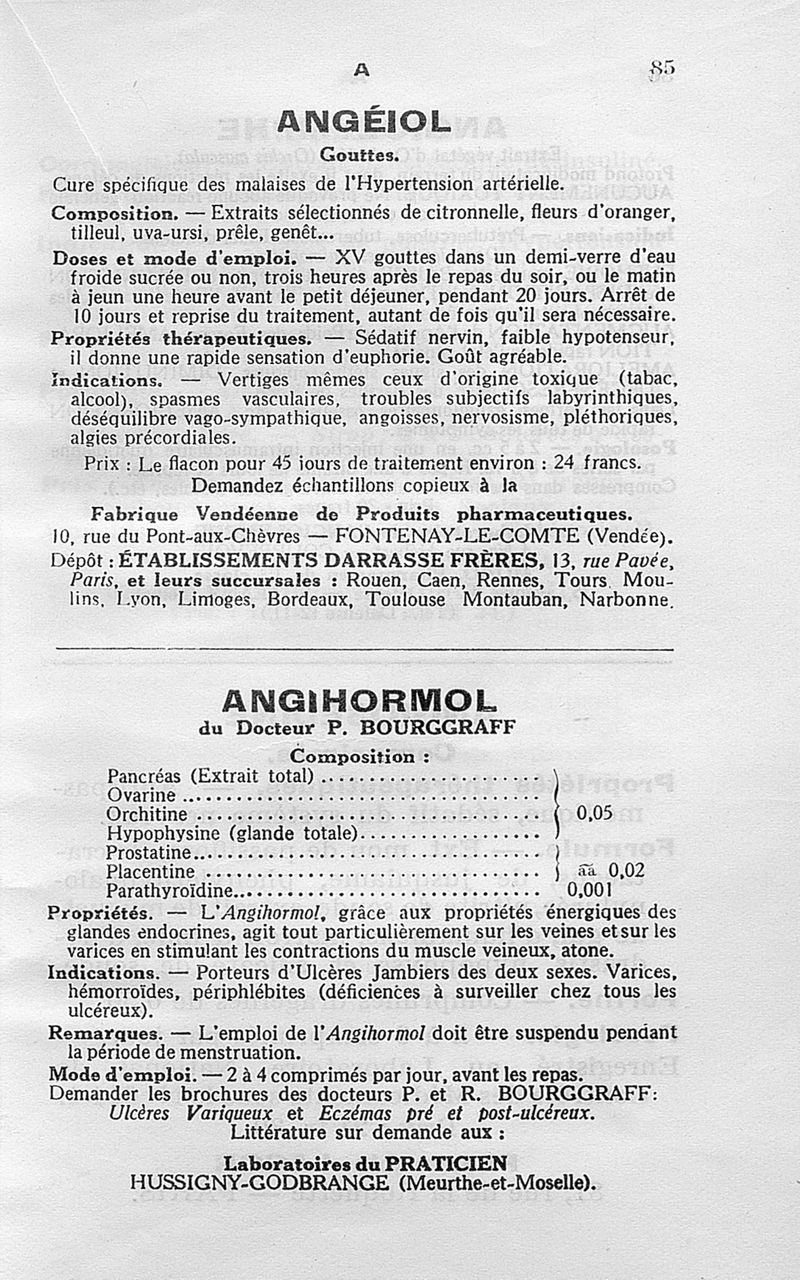 A
85
ANGÉIOL
Gouttes.
Cure spécifique des malaises de l'Hypertension artérielle.
Composition. — Extraits sélectionnés de citronnelle, fleurs d'oranger,
tilleul, uva-ursi, prêle, genêt...
Doses et mode d'emploi. — XV gouttes dans un demi-verre d'eau
froide sucrée ou non, trois heures après le repas du soir, ou le matin
à jeun une heure avant le petit déjeuner, pendant 20 jours. Arrêt de
10 jours et reprise du traitement, autant de fois qu'il sera nécessaire.
Propriétés thérapeutiques. — Sédatif nervin, faible hypotenseur,
il donne une rapide sensation d'euphorie. Goût agréable.
Indications. — Vertiges mêmes ceux d'origine toxique (tabac,
alcool), spasmes vasculaires, troubles subjectifs labyrinthiques,
déséquilibre vago-sympathique, angoisses, nervosisme, pléthoriques,
algies précordiales.
Prix : Le flacon pour 45 jours de traitement environ : 24 francs.
Demandez échantillons copieux à la
Fabrique Vendéenne de Produits pharmaceutiques.
10, rue du Pont-aux-Chèvres — FONTENAY-LE-COMTE (Vendée).
Dépôt : ÉTABLISSEMENTS DARRASSE FRÈRES, 13, rue Pavée,
Paris, et leurs succursales : Rouen, Caen, Rennes, Tours. Mou-
lins, Lyon, Limoges, Bordeaux, Toulouse Montauban, Narbonne.
ANGIHORMOL
du Docteur P. BOURGGRAFF
Composition :
Pancréas (Extrait total) ........................
Ovarine ........................
Orchitine ........................ 0,05
Hypophysine (glande totale)........................
Prostatine........................
Placentine ........................ āā 0,02
Parathyroïdine........................ 0,001
Propriétés. — L'Angihormol, grâce aux propriétés énergiques des
glandes endocrines, agit tout particulièrement sur les veines et sur les
varices en stimulant les contractions du muscle veineux, atone.
Indications. — Porteurs d'Ulcères Jambiers des deux sexes. Varices,
hémorroïdes, périphlébites (déficiences à surveiller chez tous les
ulcéreux).
Remarques. — L'emploi de l'Angihormol doit être suspendu pendant
la période de menstruation.
Mode d'emploi. — 2 à 4 comprimés par jour, avant les repas.
Demander les brochures des docteurs P. et R. BOURGGRAFF:
Ulcères Variqueux et Eczémas pré et post-ulcéreux.
Littérature sur demande aux :
Laboratoires du PRATICIEN
HUSSIGNY-GODBRANGE (Meurthe-et-Moselle).